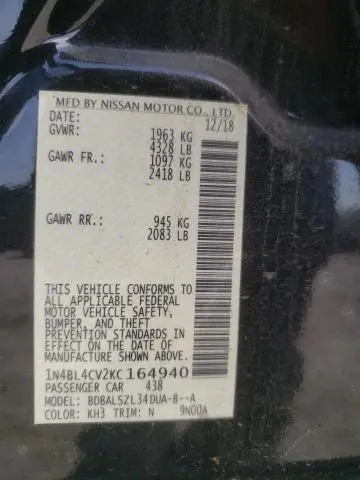 MFD BY NISSAN MOTOR CO., LTD.
DATE: 12/18
GVWR: 1963 KG
4328 LB
GAWR FR.: 1097 KG
2418 LB
GAWR RR.: 945 KG
2083 LB
THIS VEHICLE CONFORMS TO
ALL APPLICABLE FEDERAL
MOTOR VEHICLE SAFETY,
BUMPER, AND THEFT
PREVENTION STANDARDS
IN EFFECT ON THE DATE OF
MANUFACTURE SHOWN ABOVE.
1N4BL4CV2KC164940
PASSENGER CAR 438
MODEL: BDBALSZL34DUA-B--A
COLOR: KH3 TRIM: N 9N00A